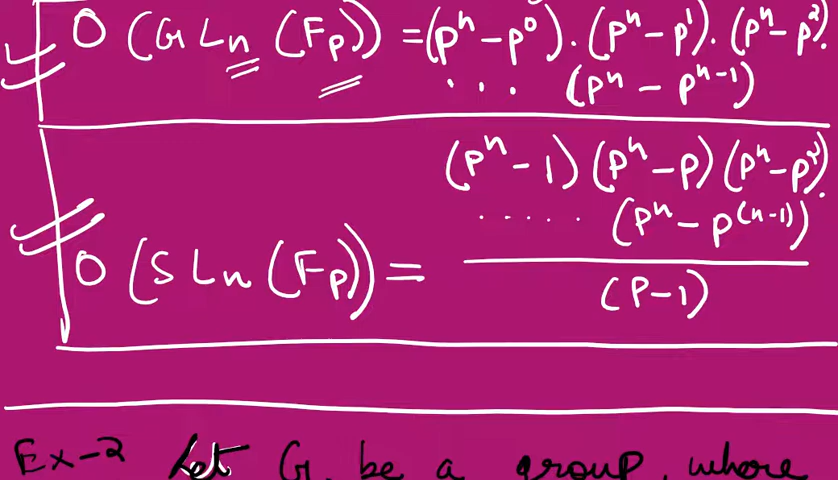 O (GLn (Fp)) = (p^n - p^0). (p^n - p^1). (p^n - p^2).
... (p^n - p^n-1)
(p^n - 1) (p^n - p) (p^n - p^2).
...... (p^n - p^(n-1))
O (SLn (Fp)) =
(P-1)
Ex-2 Let G be a group, where